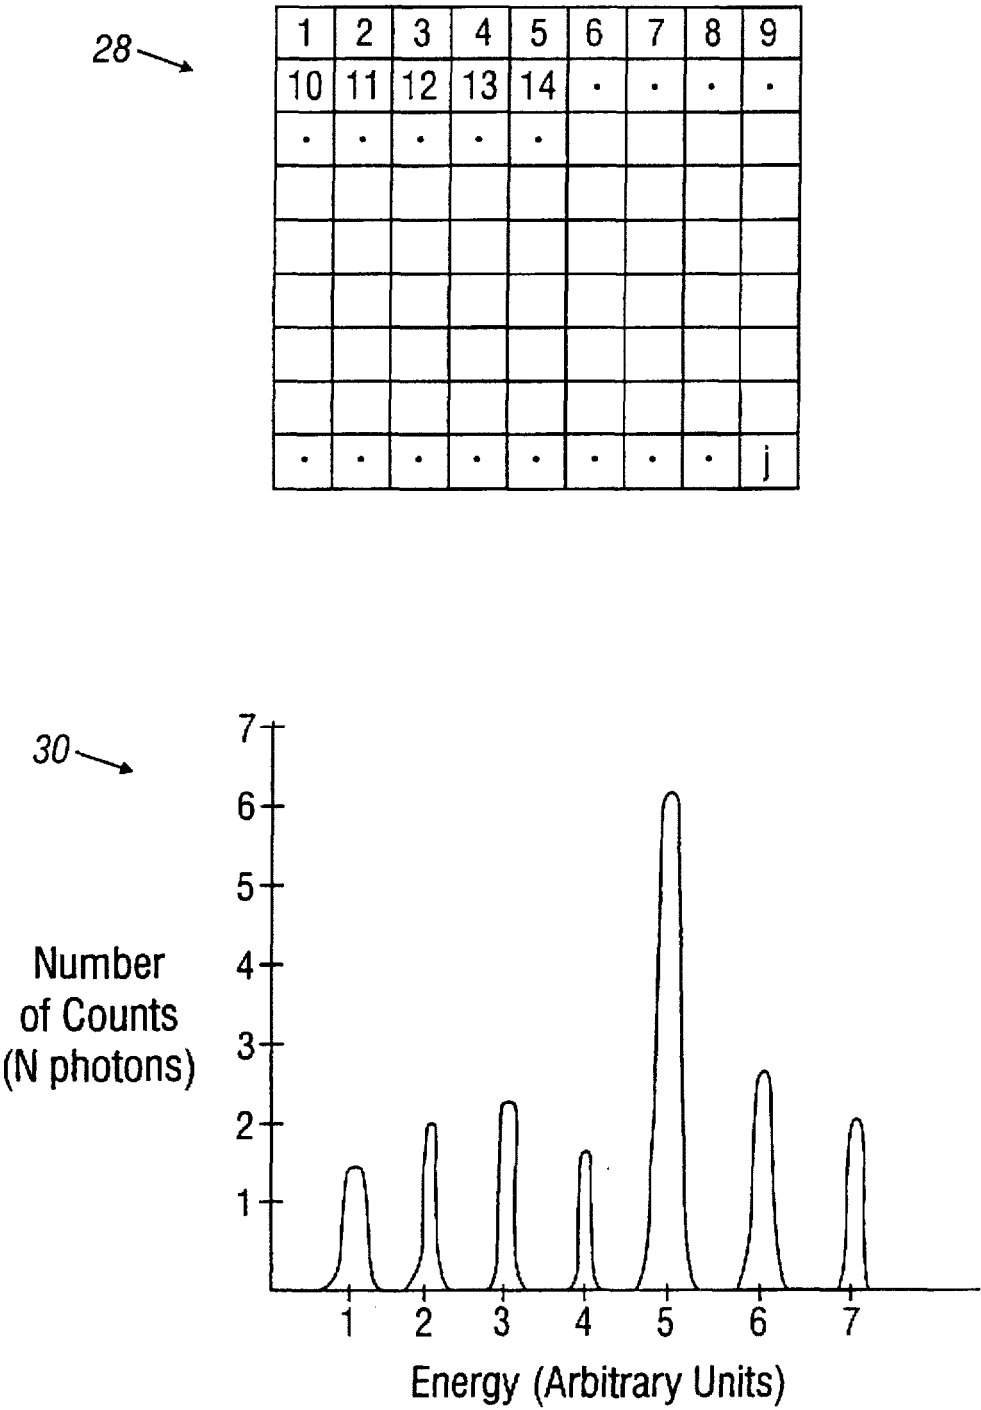 28
1 2 3 4 5 6 7 8 9
10 11 12 13 14 . . . .
. . . . .
. . . . . . . . j
30
7
6
5
4
3
2
1
Number
of Counts
(N photons)
1 2 3 4 5 6 7
Energy (Arbitrary Units)